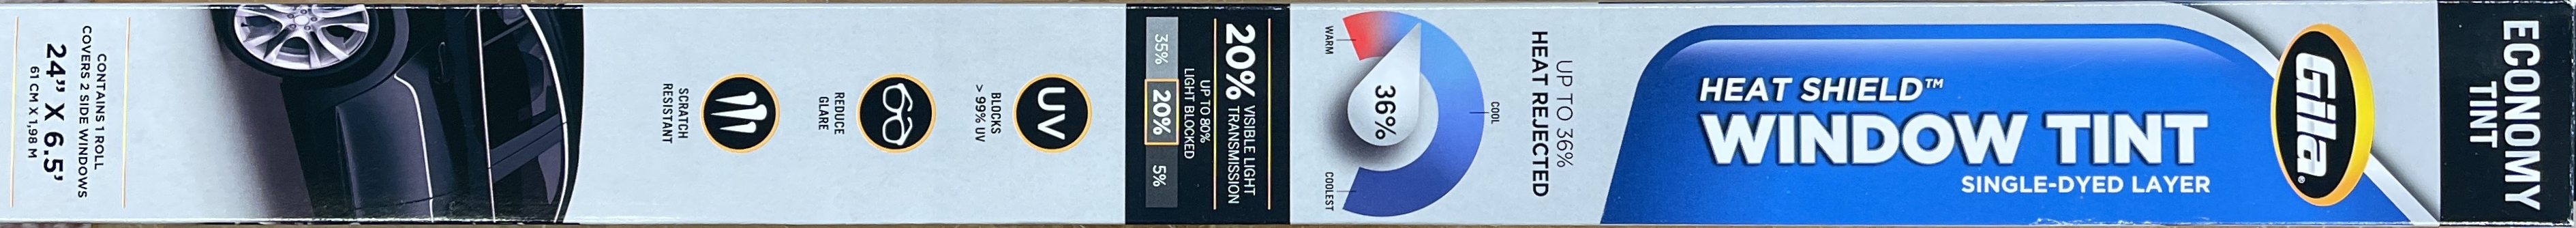 ECONOMY
TINT
Gila®
HEAT SHIELD™
WINDOW TINT
SINGLE-DYED LAYER
UP TO 36%
HEAT REJECTED
COOL
WARM
36%
COOLEST
20% VISIBLE LIGHT
TRANSMISSION
UP TO 80%
LIGHT BLOCKED
35% 20% 5%
UV
BLOCKS
> 99% UV
REDUCE
GLARE
SCRATCH
RESISTANT
CONTAINS 1 ROLL
COVERS 2 SIDE WINDOWS
24” X 6.5’
61 CM X 1,98 M